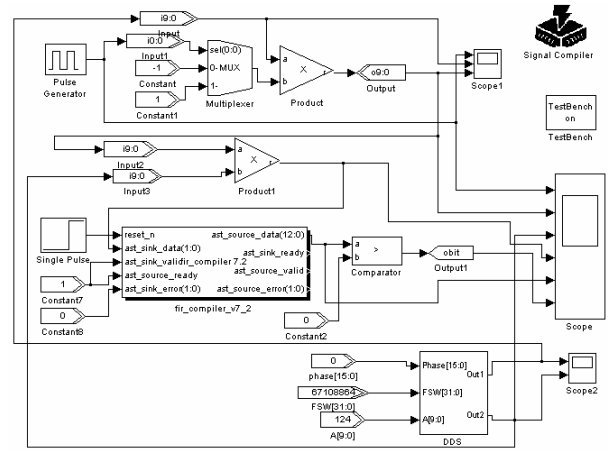 i9:0
Input
i0:0
Input1
-1
Constant
1
Constant1
Pulse
Generator
sel(0:0)
0- MUX
1-
Multiplexer
a
b
X
r
Product
o9:0
Output
Scope1
Signal Compiler
TestBench
on
TestBench
i9:0
Input2
i9:0
Input3
a
b
X
r
Product1
Single Pulse
reset_n
ast_sink_data(1:0)
ast_sink_validir_compiler 7.2
ast_source_ready
ast_sink_error(1:0)
ast_source_data(12:0)
ast_sink_ready
ast_source_valid
ast_source_error(1:0)
fir_compiler_v7_2
1
Constant7
0
Constant8
a
b
>
Comparator
obit
Output1
0
Constant2
Scope
0
phase[15:0]
67108864
FSW[31:0]
124
A[9:0]
Phase[15:0]
FSW[31:0]
A[9:0]
Out1
Out2
DDS
Scope2